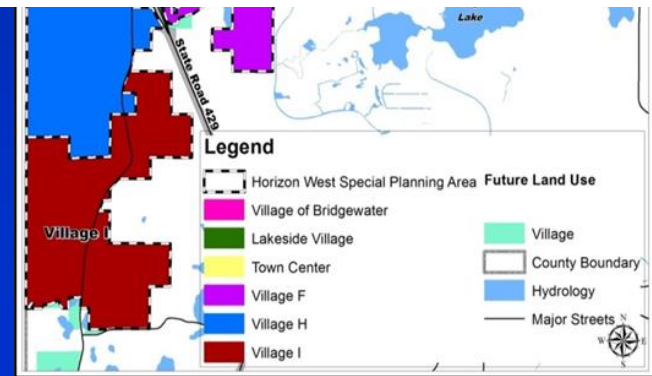 Lake
State Road 429
Legend
Horizon West Special Planning Area
Village of Bridgewater
Lakeside Village
Town Center
Village F
Village H
Village I
Future Land Use
Village
County Boundary
Hydrology
Major Streets
Village I
N
W E
S